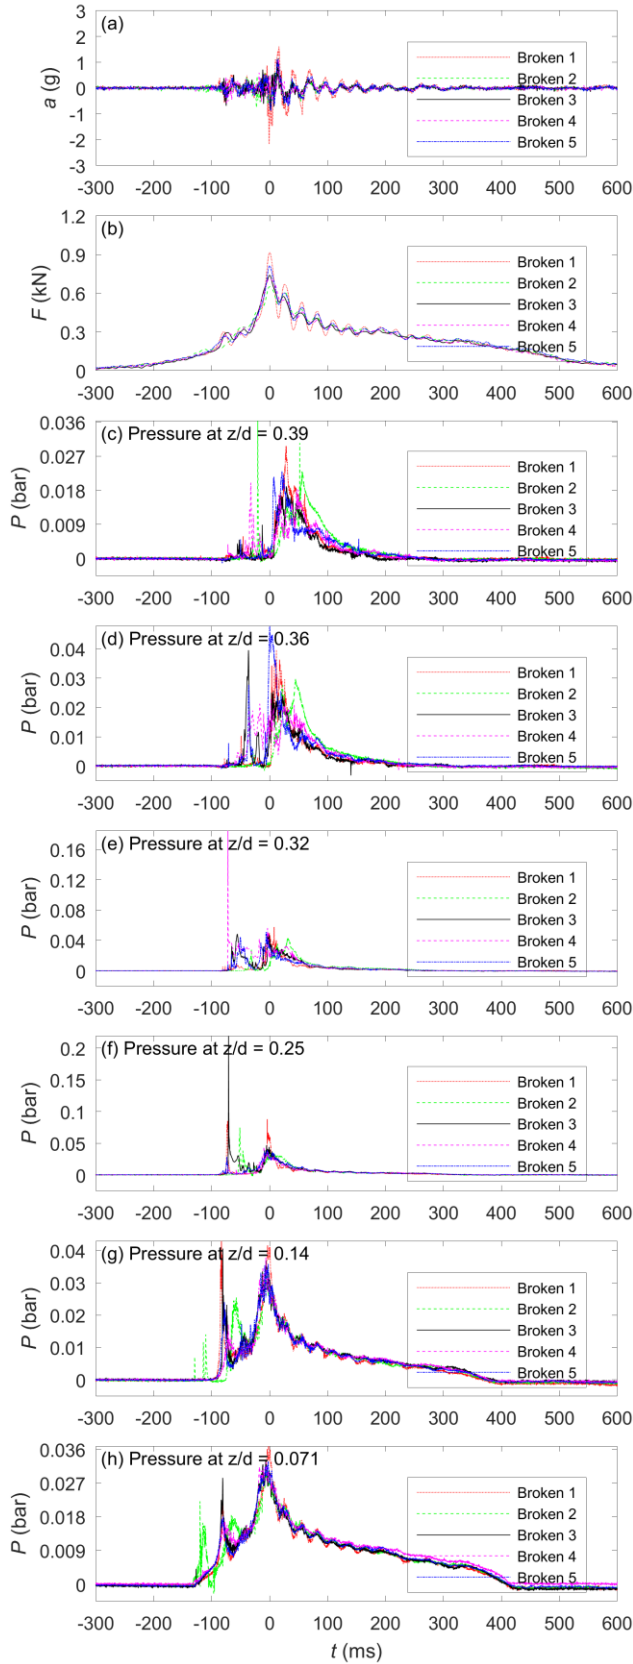 (a)
3
2
1
0
-1
-2
-3
a (g)
Broken 1
Broken 2
Broken 3
Broken 4
Broken 5
-300 -200 -100 0 100 200 300 400 500 600
(b)
1.2
0.9
0.6
0.3
0
F (kN)
Broken 1
Broken 2
Broken 3
Broken 4
Broken 5
-300 -200 -100 0 100 200 300 400 500 600
(c) Pressure at z/d = 0.39
0.036
0.027
0.018
0.009
0
P (bar)
Broken 1
Broken 2
Broken 3
Broken 4
Broken 5
-300 -200 -100 0 100 200 300 400 500 600
(d) Pressure at z/d = 0.36
0.04
0.03
0.02
0.01
0
P (bar)
Broken 1
Broken 2
Broken 3
Broken 4
Broken 5
-300 -200 -100 0 100 200 300 400 500 600
(e) Pressure at z/d = 0.32
0.16
0.12
0.08
0.04
0
P (bar)
Broken 1
Broken 2
Broken 3
Broken 4
Broken 5
-300 -200 -100 0 100 200 300 400 500 600
(f) Pressure at z/d = 0.25
0.2
0.15
0.1
0.05
0
P (bar)
Broken 1
Broken 2
Broken 3
Broken 4
Broken 5
-300 -200 -100 0 100 200 300 400 500 600
(g) Pressure at z/d = 0.14
0.04
0.03
0.02
0.01
0
P (bar)
Broken 1
Broken 2
Broken 3
Broken 4
Broken 5
-300 -200 -100 0 100 200 300 400 500 600
(h) Pressure at z/d = 0.071
0.036
0.027
0.018
0.009
0
P (bar)
Broken 1
Broken 2
Broken 3
Broken 4
Broken 5
-300 -200 -100 0 100 200 300 400 500 600
t (ms)